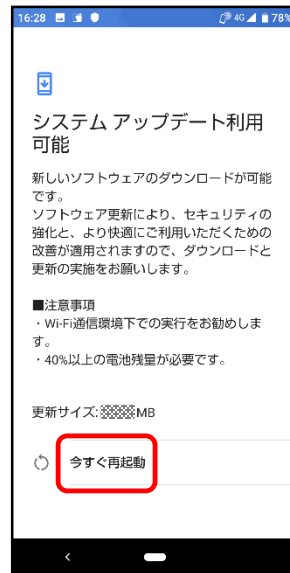 16:28 4G 78%
システム アップデート利用
可能
新しいソフトウェアのダウンロードが可能
です。
ソフトウェア更新により、セキュリティの
強化と、より快適にご利用いただくための
改善が適用されますので、ダウンロードと
更新の実施をお願いします。
■注意事項
・Wi-Fi通信環境下での実行をお勧めしま
す。
・40%以上の電池残量が必要です。
更新サイズ: MB
今すぐ再起動